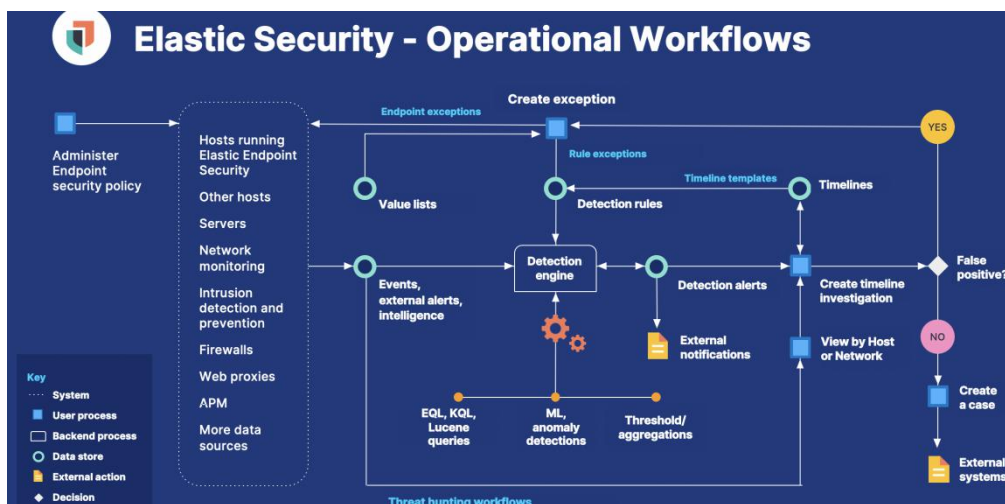 Elastic Security - Operational Workflows
Create exception
Endpoint exceptions
YES
Administer
Endpoint
security policy
Hosts running
Elastic Endpoint
Security
Other hosts
Servers
Network
monitoring
Intrusion
detection and
prevention
Firewalls
Web proxies
APM
More data
sources
Rule exceptions
Value lists
Detection rules
Timeline templates
Timelines
Events,
external alerts,
intelligence
Detection
engine
Detection alerts
Create timeline
investigation
False
positive?
External
notifications
View by Host
or Network
NO
EQL, KQL,
Lucene
queries
ML,
anomaly
detections
Threshold/
aggregations
Create
a case
External
systems
Threat hunting workflows
Key
System
User process
Backend process
Data store
External action
Decision